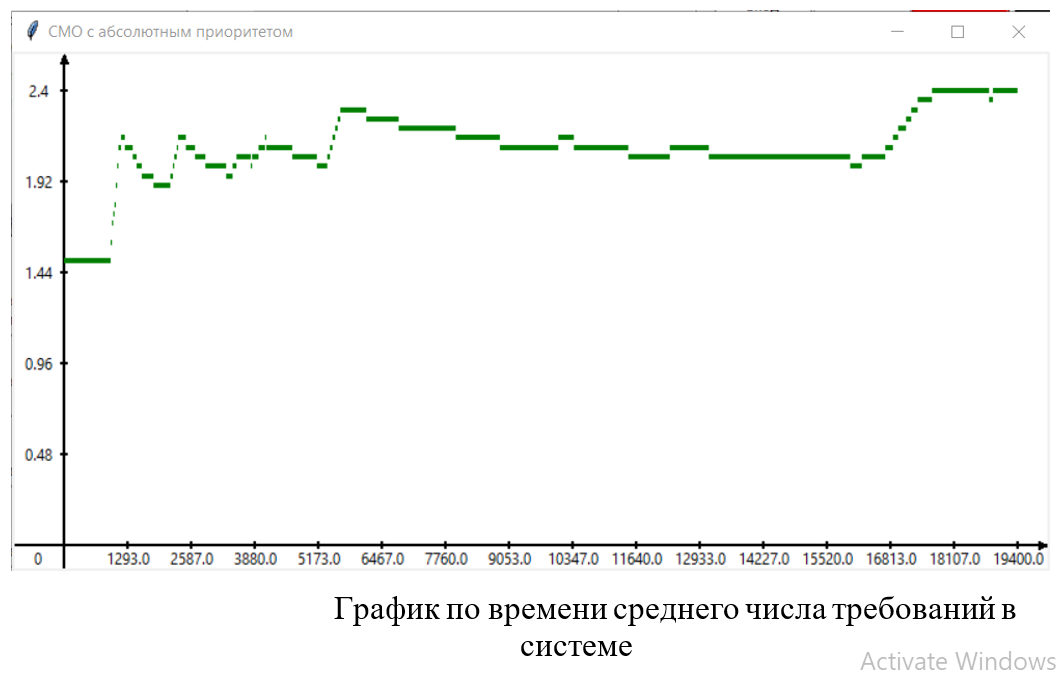 СМО с абсолютным приоритетом
2.4
1.92
1.44
0.96
0.48
0 1293.0 2587.0 3880.0 5173.0 6467.0 7760.0 9053.0 10347.0 11640.0 12933.0 14227.0 15520.0 16813.0 18107.0 19400.0
График по времени среднего числа требований в
системе
Activate Windows